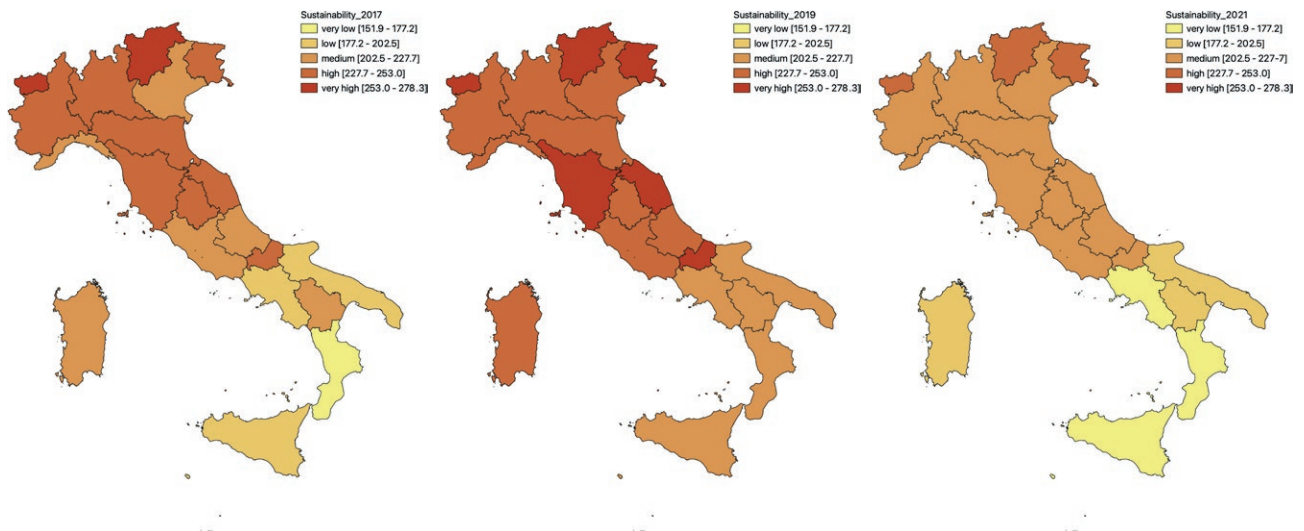 Sustainability_2017
very low [151.9 - 177.2]
low [177.2 - 202.5]
medium [202.5 - 227.7]
high [227.7 - 253.0]
very high [253.0 - 278.3]
Sustainability_2019
very low [151.9 - 177.2]
low [177.2 - 202.5]
medium [202.5 - 227.7]
high [227.7 - 253.0]
very high [253.0 - 278.3]
Sustainability_2021
very low [151.9 - 177.2]
low [177.2 - 202.5]
medium [202.5 - 227-7]
high [227.7 - 253.0]
very high [253.0 - 278.3]